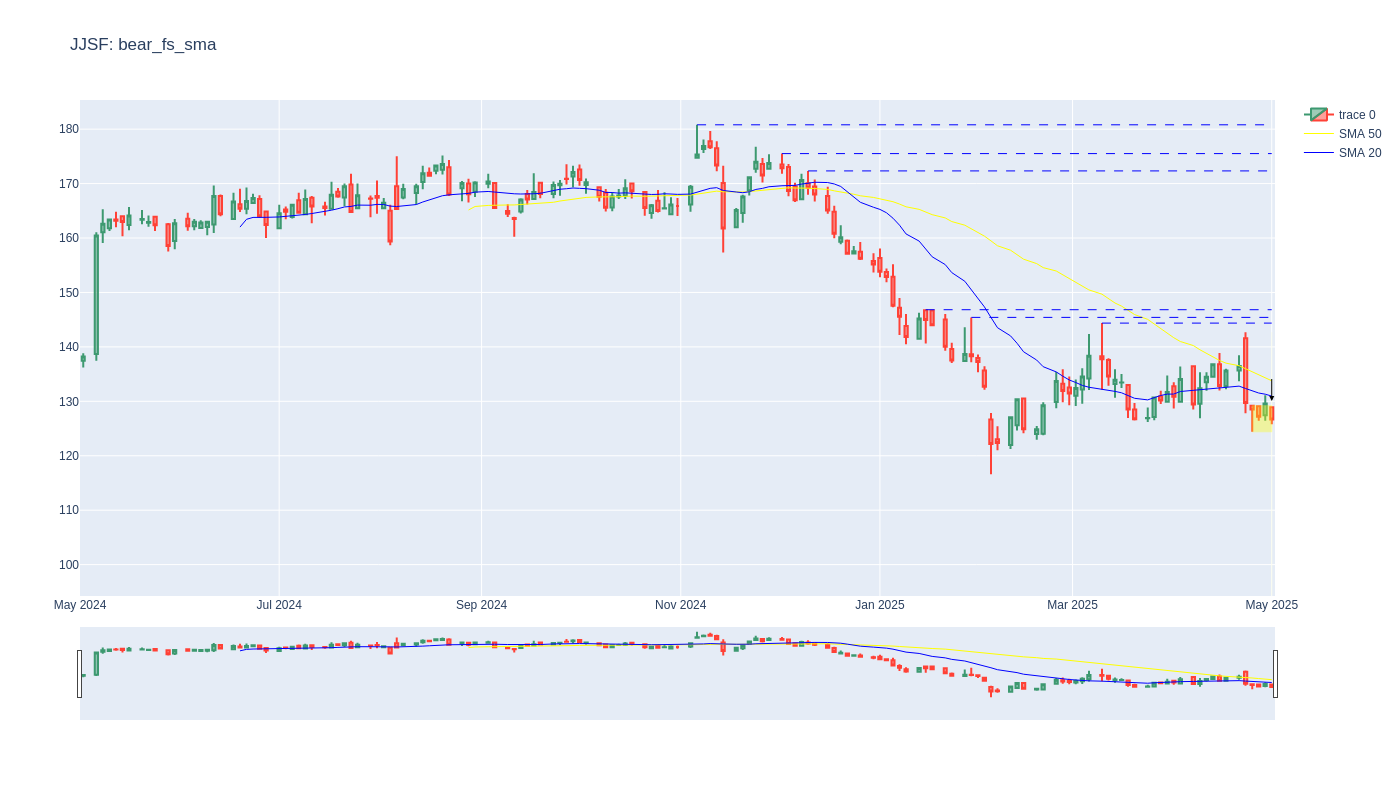 JJSF: bear_fs_sma
trace 0
SMA 50
SMA 20
180
170
160
150
140
130
120
110
100
May 2024
Jul 2024
Sep 2024
Nov 2024
Jan 2025
Mar 2025
May 2025